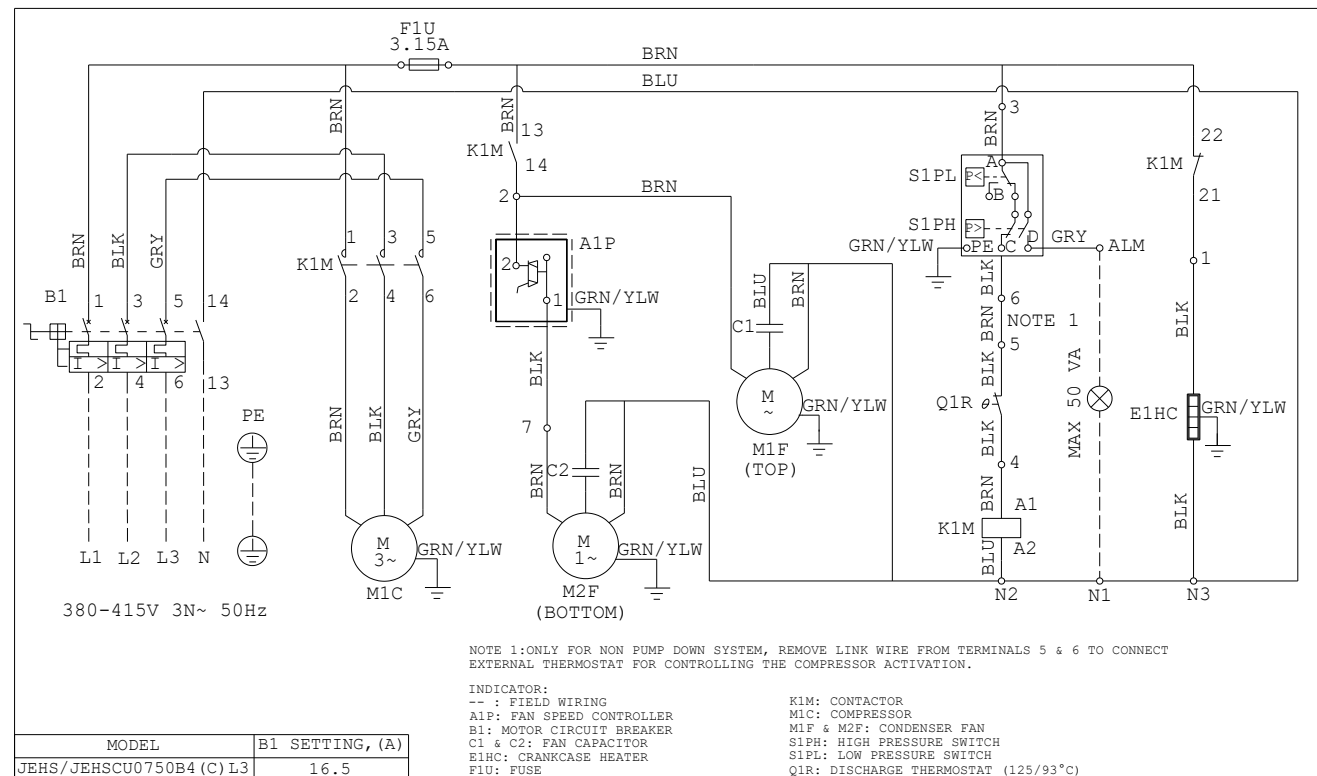 F1U
3.15A
BRN
BLU
BRN
BRN
13
K1M
14
2
BRN
BRN
3
A
S1PL
P<
B
S1PH
P>
GRN/YLW
PE
C
D
GRY
ALM
22
K1M
21
1
BRN
BLK
GRY
B1
1
3
5
14
I >
I >
I >
2
4
6
13
K1M
1
3
5
2
4
6
A1P
2
1
GRN/YLW
BLU
BRN
C1
BLK
6
BRN
NOTE 1
5
BLK
BLK
7
M
~
GRN/YLW
M1F
(TOP)
Q1R
θ
BLK
4
MAX 50 VA
E1HC
GRN/YLW
PE
BRN
BLK
GRY
BRN
C2
BRN
BLU
BRN
A1
K1M
A2
BLU
BLK
M
3~
GRN/YLW
M1C
M
1~
GRN/YLW
M2F
(BOTTOM)
L1
L2
L3
N
N2
N1
N3
380-415V 3N~ 50Hz
NOTE 1:ONLY FOR NON PUMP DOWN SYSTEM, REMOVE LINK WIRE FROM TERMINALS 5 & 6 TO CONNECT
EXTERNAL THERMOSTAT FOR CONTROLLING THE COMPRESSOR ACTIVATION.
INDICATOR:
-- : FIELD WIRING
A1P: FAN SPEED CONTROLLER
B1: MOTOR CIRCUIT BREAKER
C1 & C2: FAN CAPACITOR
E1HC: CRANKCASE HEATER
F1U: FUSE
K1M: CONTACTOR
M1C: COMPRESSOR
M1F & M2F: CONDENSER FAN
S1PH: HIGH PRESSURE SWITCH
S1PL: LOW PRESSURE SWITCH
Q1R: DISCHARGE THERMOSTAT (125/93°C)
MODEL
B1 SETTING,(A)
JEHS/JEHSCU0750B4(C)L3
16.5